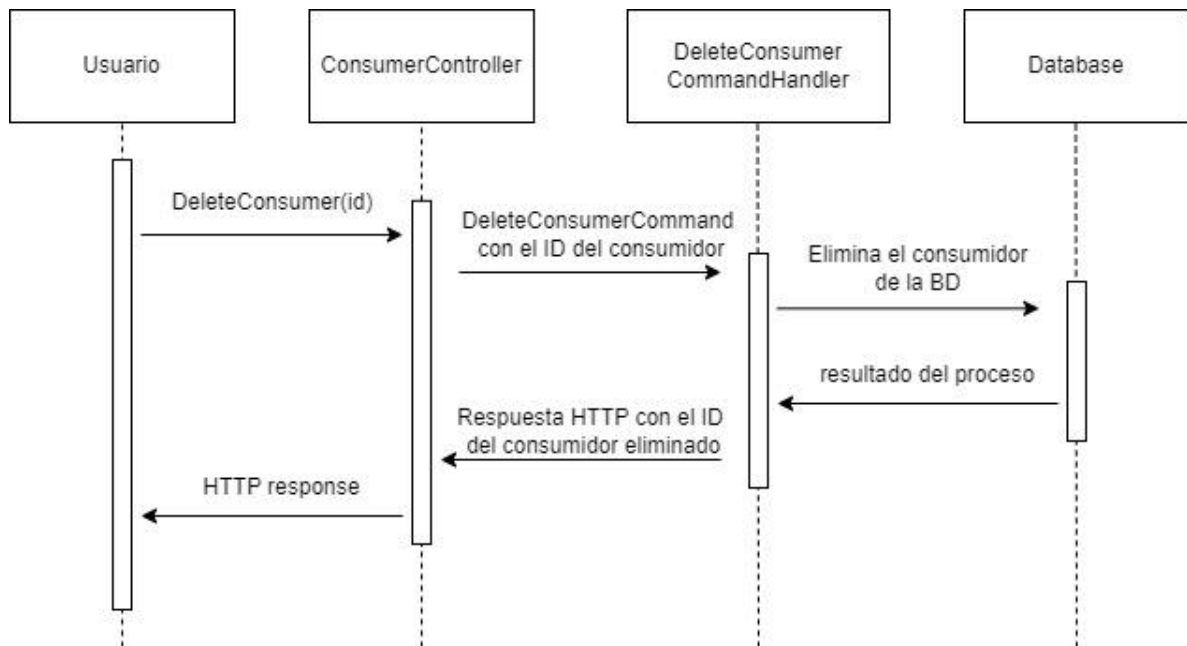 Usuario
ConsumerController
DeleteConsumer
CommandHandler
Database
DeleteConsumer(id)
DeleteConsumerCommand
con el ID del consumidor
Elimina el consumidor
de la BD
resultado del proceso
Respuesta HTTP con el ID
del consumidor eliminado
HTTP response